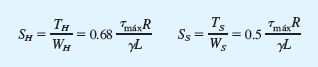 S_H = T_H / W_H = 0.68 τ_máx R / γL
S_S = T_S / W_S = 0.5 τ_máx R / γL